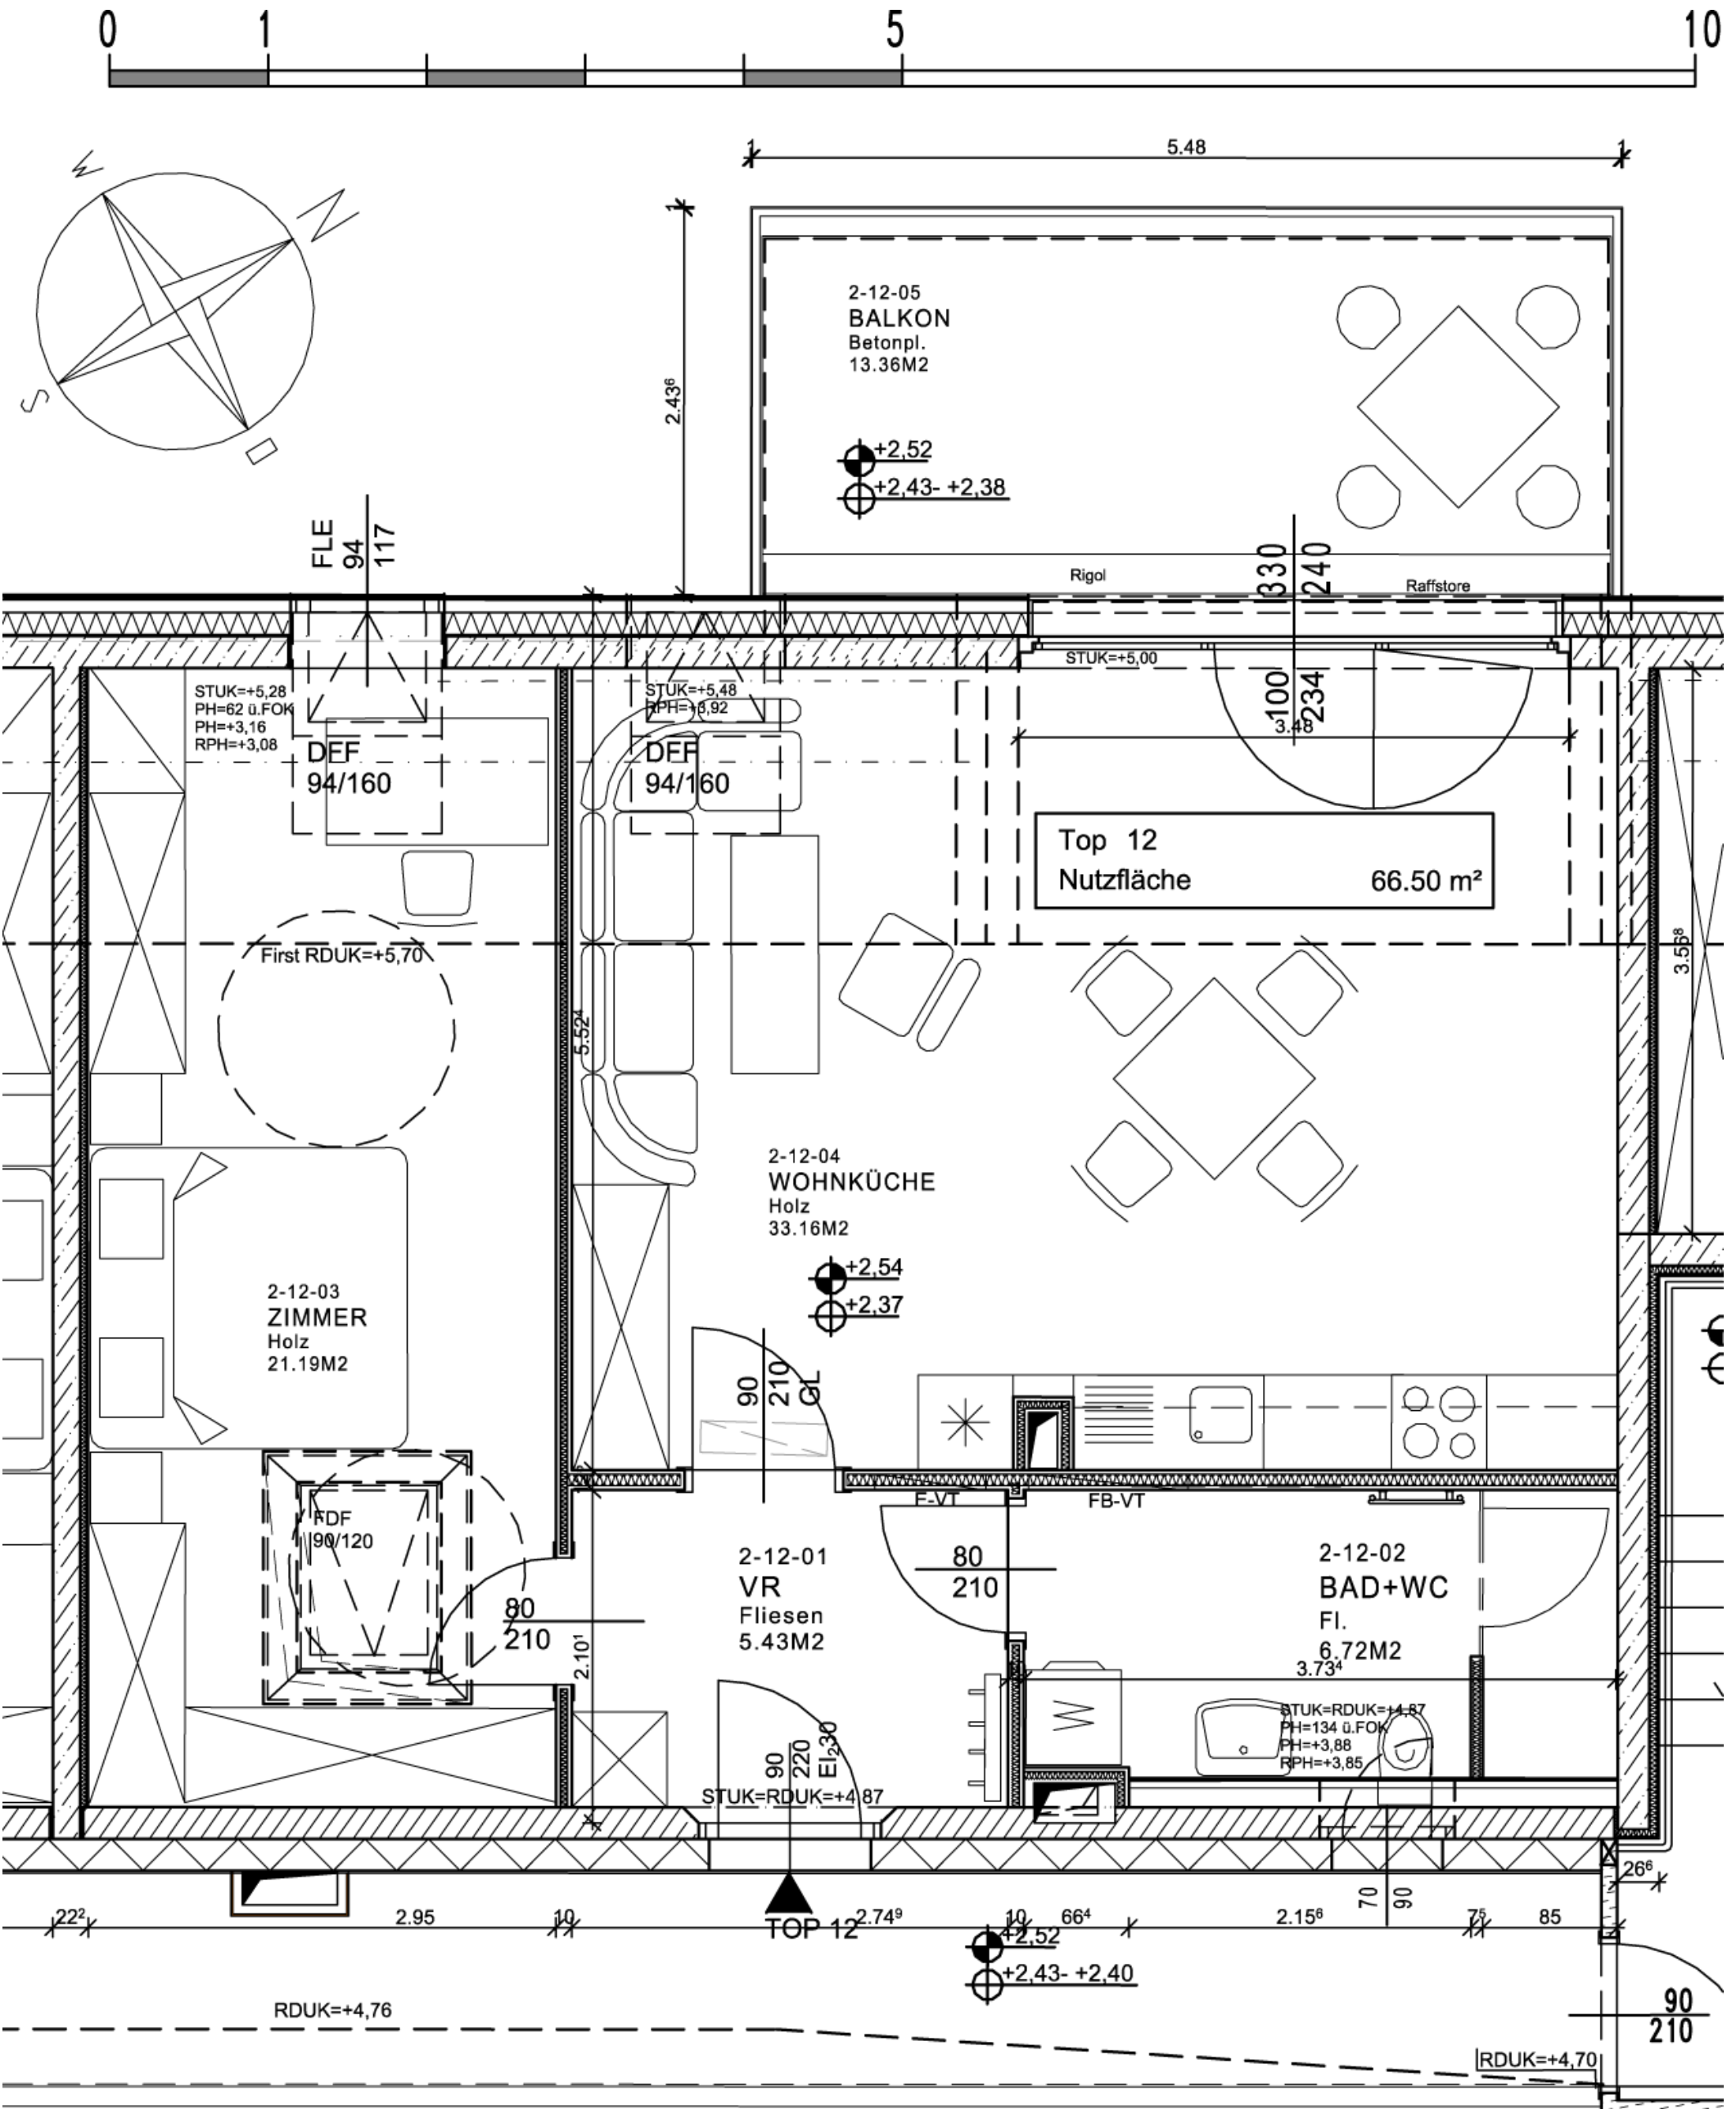 0 1 5 10
5.48
1 1
W N
S O
1
2.43⁶
2-12-05
BALKON
Betonpl.
13.36M2
+2,52
+2,43- +2,38
FLE
94
117
330
240
Rigol
Raffstore
STUK=+5,00
100
234
3.48
STUK=+5,28
PH=62 ü.FOK
PH=+3,16
RPH=+3,08
DFF
94/160
STUK=+5,48
RPH=+3,92
DFF
94/160
Top 12
Nutzfläche 66.50 m²
First RDUK=+5,70
3.56⁸
5.52⁴
2-12-04
WOHNKÜCHE
Holz
33.16M2
+2,54
+2,37
2-12-03
ZIMMER
Holz
21.19M2
90
210
GL
FDF
90/120
E-VT
FB-VT
80
210
2-12-01
VR
Fliesen
5.43M2
80
210
2-12-02
BAD+WC
Fl.
6.72M2
3.73⁴
2.10¹
STUK=RDUK=+4,87
PH=134 ü.FOK
PH=+3,88
RPH=+3,85
90
220
EI₂30
STUK=RDUK=+4,87
26⁶
70
90
22² 2.95 10 2.74⁹ 10 66⁴ 2.15⁶ 7⁵ 85
TOP 12
+2,52
+2,43- +2,40
RDUK=+4,76
90
210
RDUK=+4,70